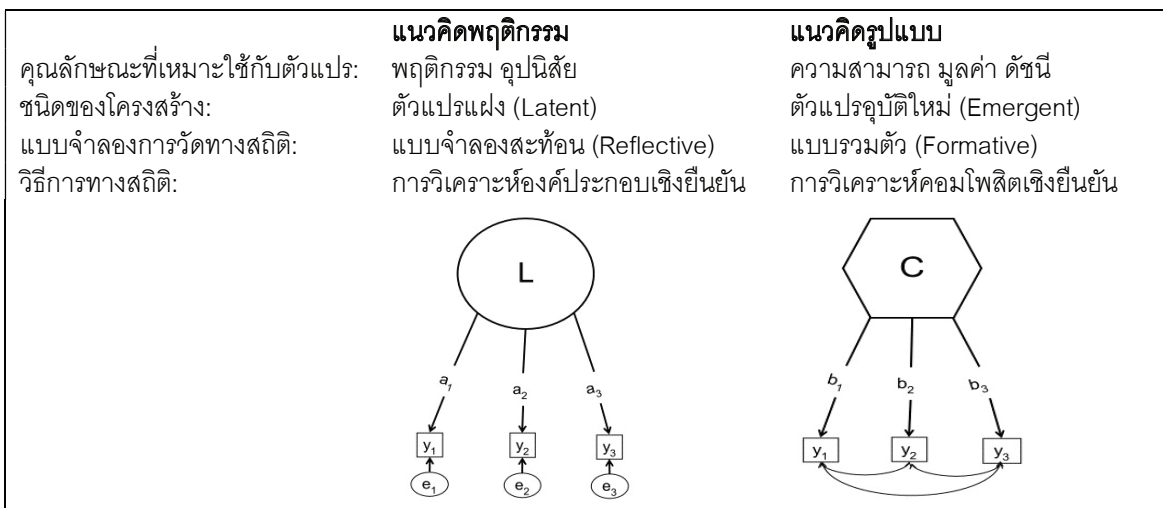 แนวคิดพฤติกรรม แนวคิดรูปแบบ
คุณลักษณะที่เหมาะใช้กับตัวแปร: พฤติกรรม อุปนิสัย ความสามารถ มูลค่า ดัชนี
ชนิดของโครงสร้าง: ตัวแปรแฝง (Latent) ตัวแปรอุบัติใหม่ (Emergent)
แบบจำลองการวัดทางสถิติ: แบบจำลองสะท้อน (Reflective) แบบรวมตัว (Formative)
วิธีการทางสถิติ: การวิเคราะห์องค์ประกอบเชิงยืนยัน การวิเคราะห์คอมโพสิตเชิงยืนยัน
L C
a₁ a₂ a₃ b₁ b₂ b₃
y₁ y₂ y₃ y₁ y₂ y₃
e₁ e₂ e₃